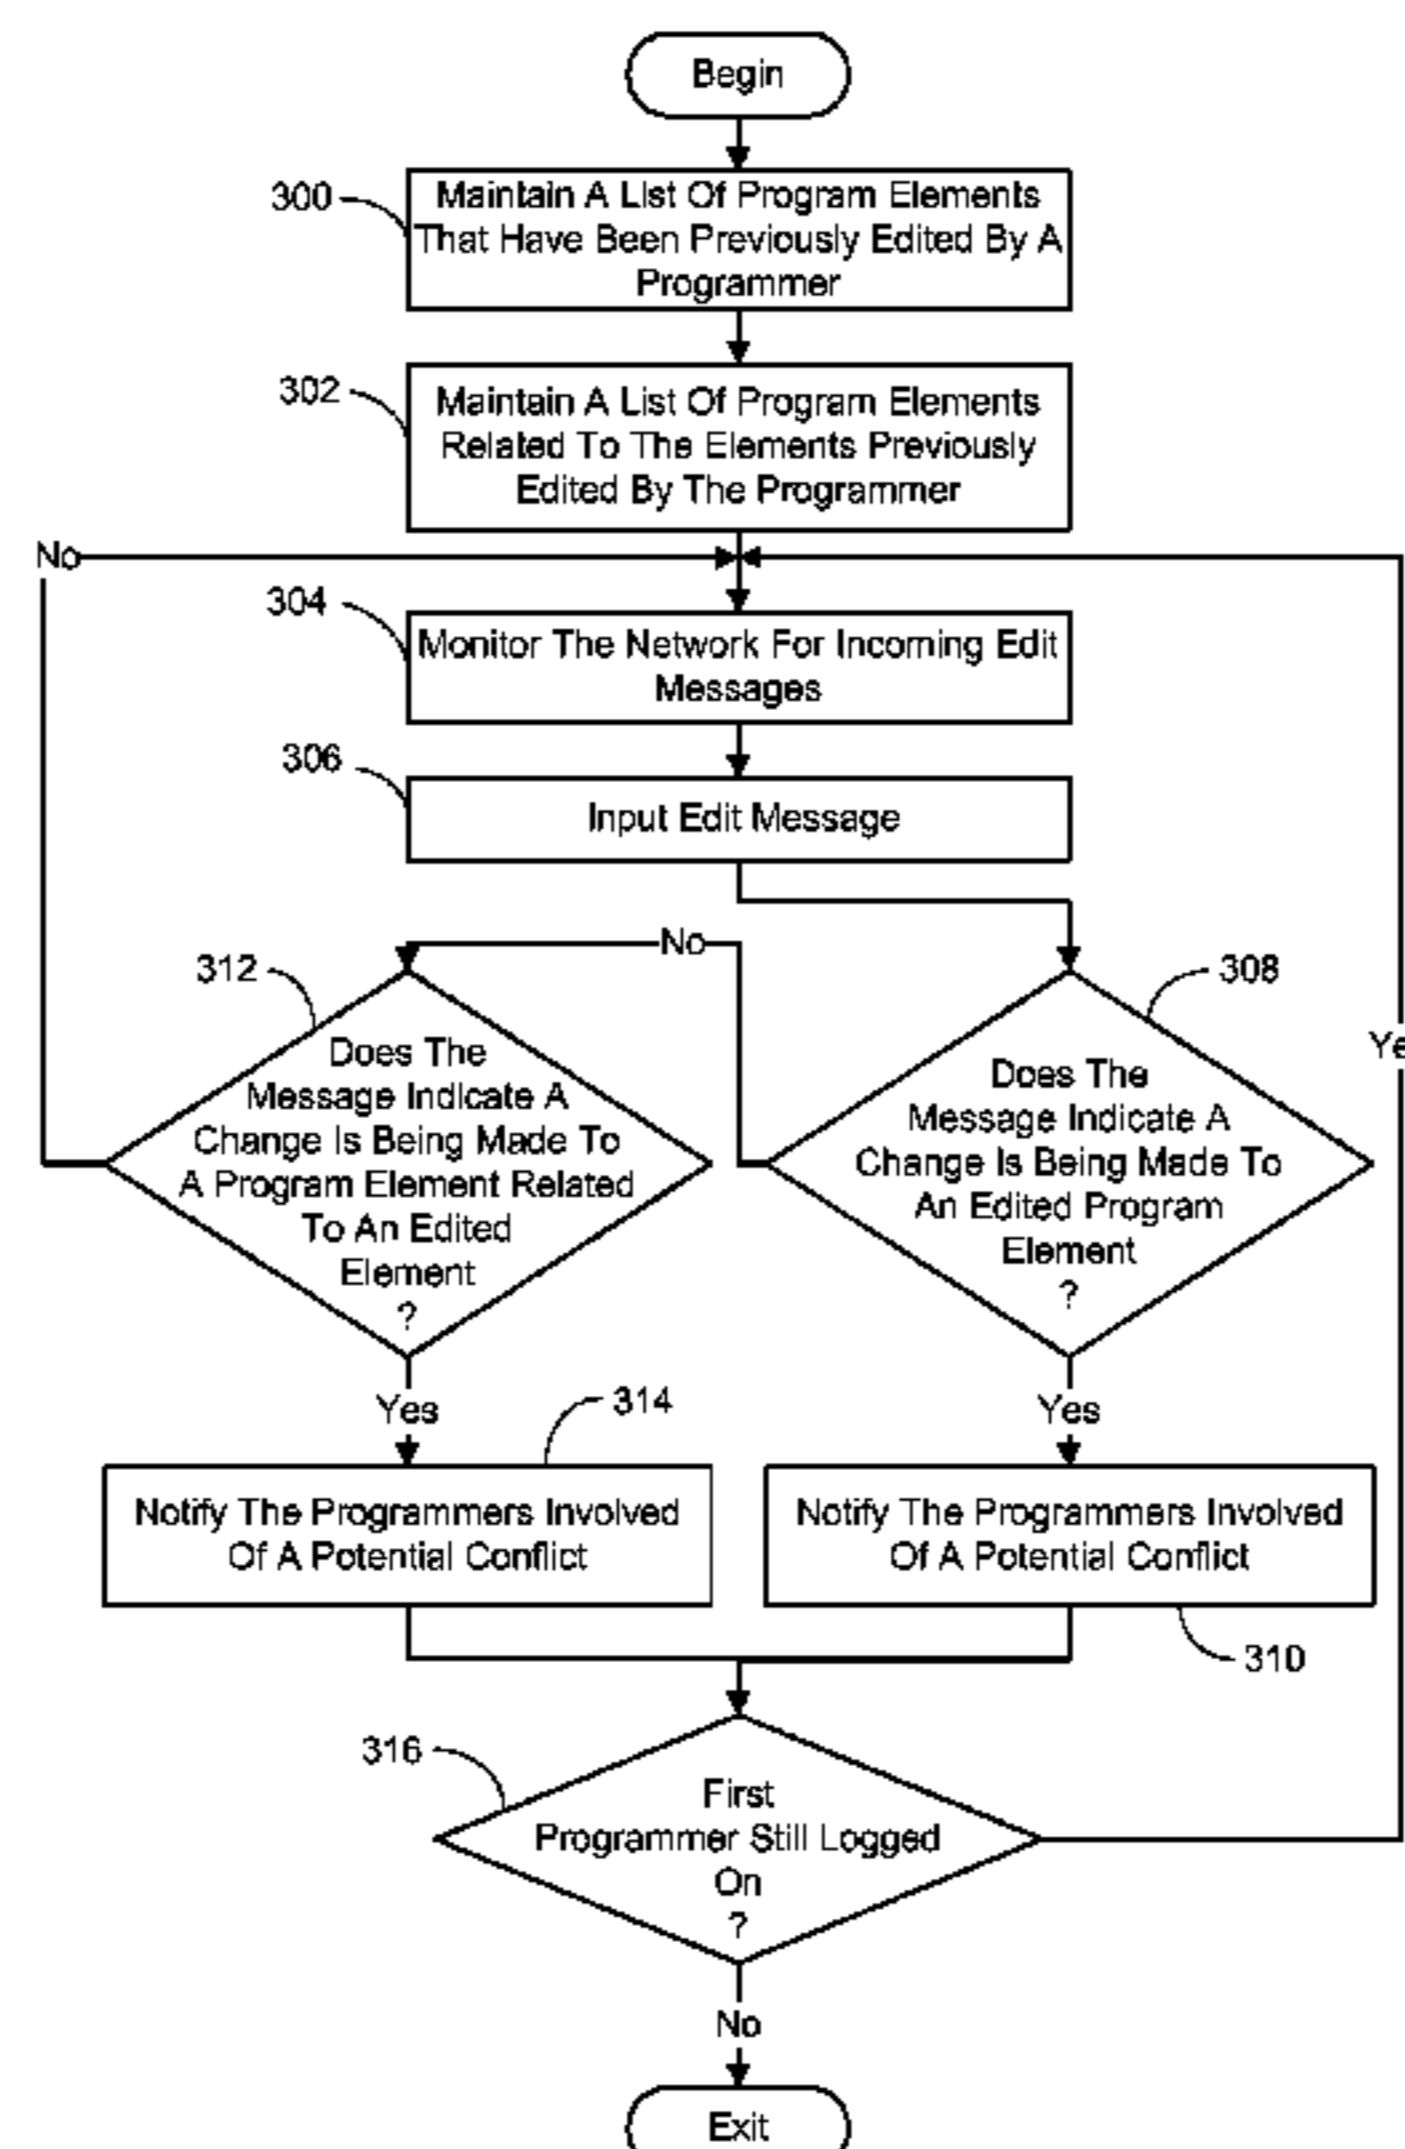 Begin
300
Maintain A List Of Program Elements
That Have Been Previously Edited By A
Programmer
302
Maintain A List Of Program Elements
Related To The Elements Previously
Edited By The Programmer
No
304
Monitor The Network For Incoming Edit
Messages
306
Input Edit Message
No
312
308
Does The
Message Indicate A
Change Is Being Made To
A Program Element Related
To An Edited
Element
?
Does The
Message Indicate A
Change Is Being Made To
An Edited Program
Element
?
Ye
Yes
314
Yes
Notify The Programmers Involved
Of A Potential Conflict
Notify The Programmers Involved
Of A Potential Conflict
310
316
First
Programmer Still Logged
On
?
No
Exit